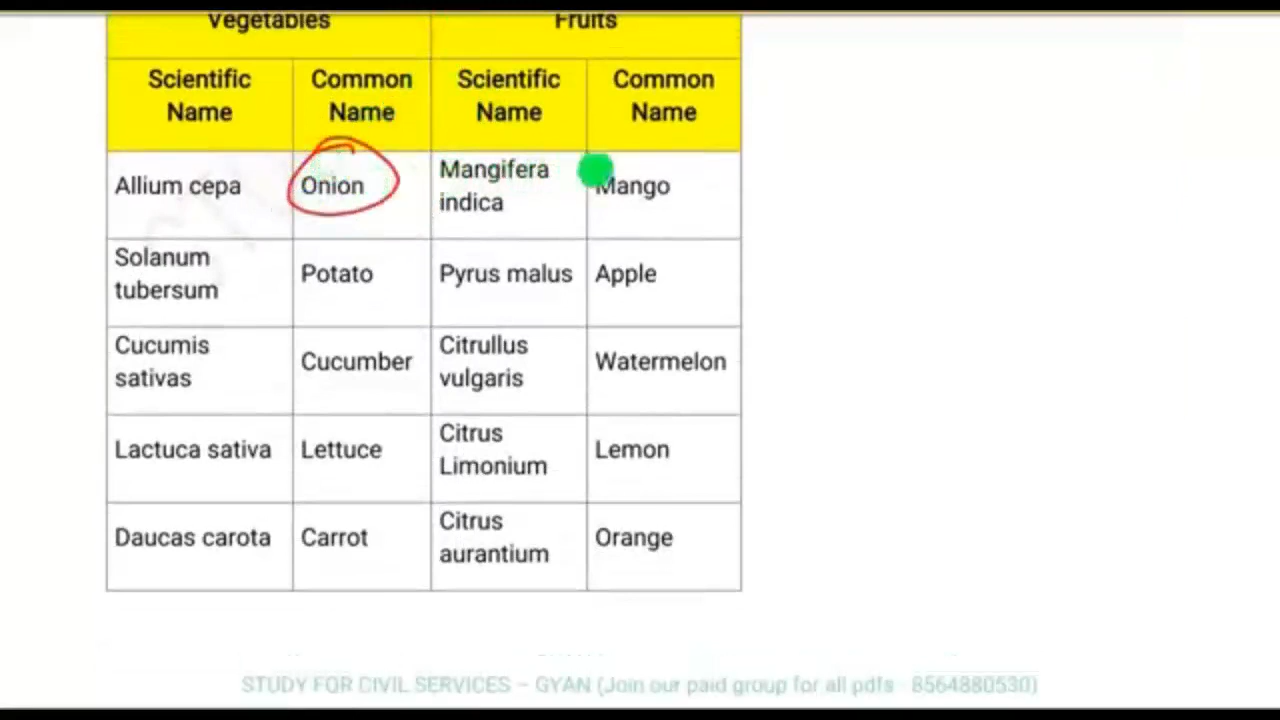 Vegetables Fruits
Scientific Name Common Name Scientific Name Common Name
Allium cepa Onion Mangifera indica Mango
Solanum tubersum Potato Pyrus malus Apple
Cucumis sativas Cucumber Citrullus vulgaris Watermelon
Lactuca sativa Lettuce Citrus Limonium Lemon
Daucas carota Carrot Citrus aurantium Orange
STUDY FOR CIVIL SERVICES – GYAN (Join our paid group for all pdfs - 8564880530)